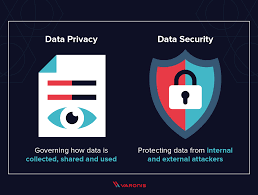 Data Privacy
Governing how data is
collected, shared and used
Data Security
Protecting data from internal
and external attackers
VARONIS